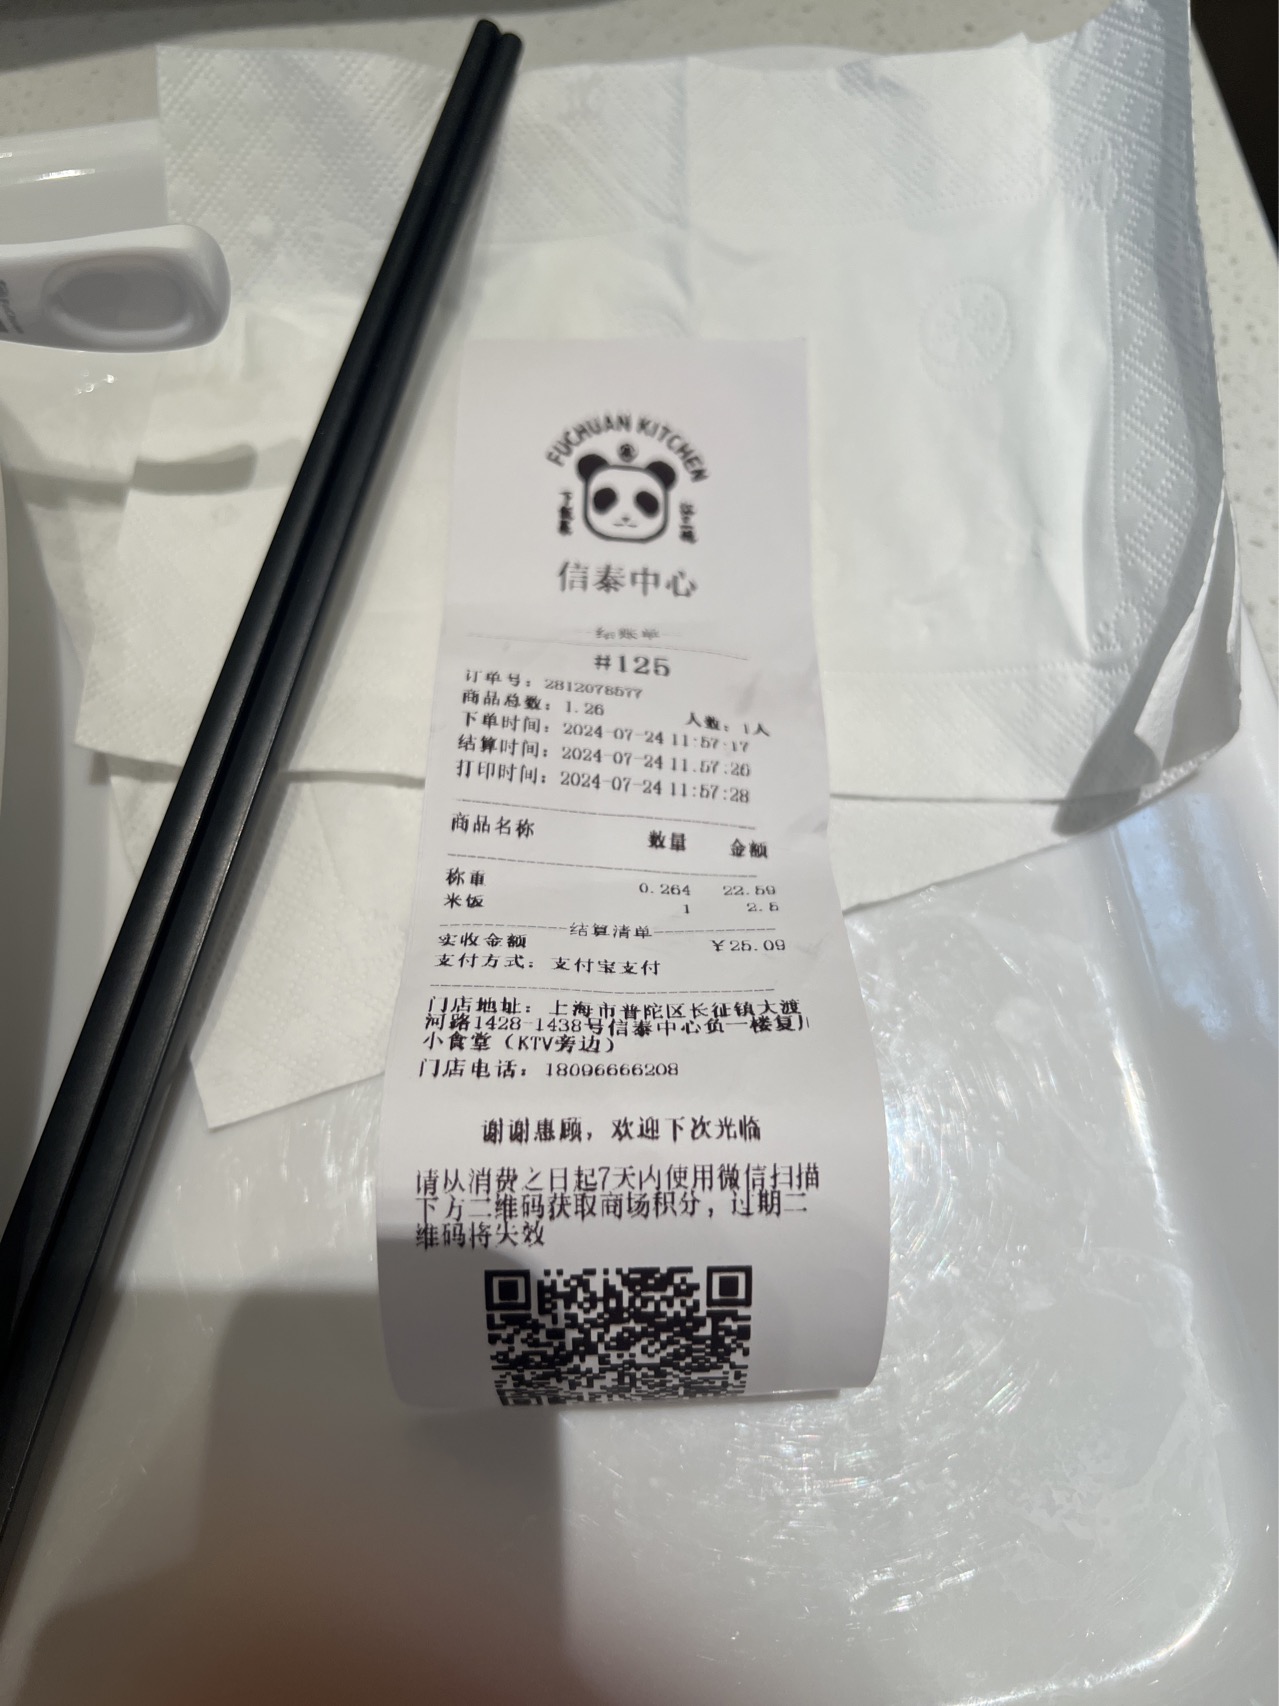 FUCHUAN KITCHEN
信泰中心
结账单
#125
订单号：2812078577
商品总数：1.26 人数：1人
下单时间：2024-07-24 11:57:17
结算时间：2024-07-24 11:57:26
打印时间：2024-07-24 11:57:28
商品名称 数量 金额
称重 0.264 22.59
米饭 1 2.5
结算清单
实收金额 ¥25.09
支付方式：支付宝支付
门店地址：上海市普陀区长征镇大渡
河路1428-1438号信泰中心负一楼复川
小食堂（KTV旁边）
门店电话：18096666208
谢谢惠顾，欢迎下次光临
请从消费之日起7天内使用微信扫描
下方二维码获取商场积分，过期二
维码将失效